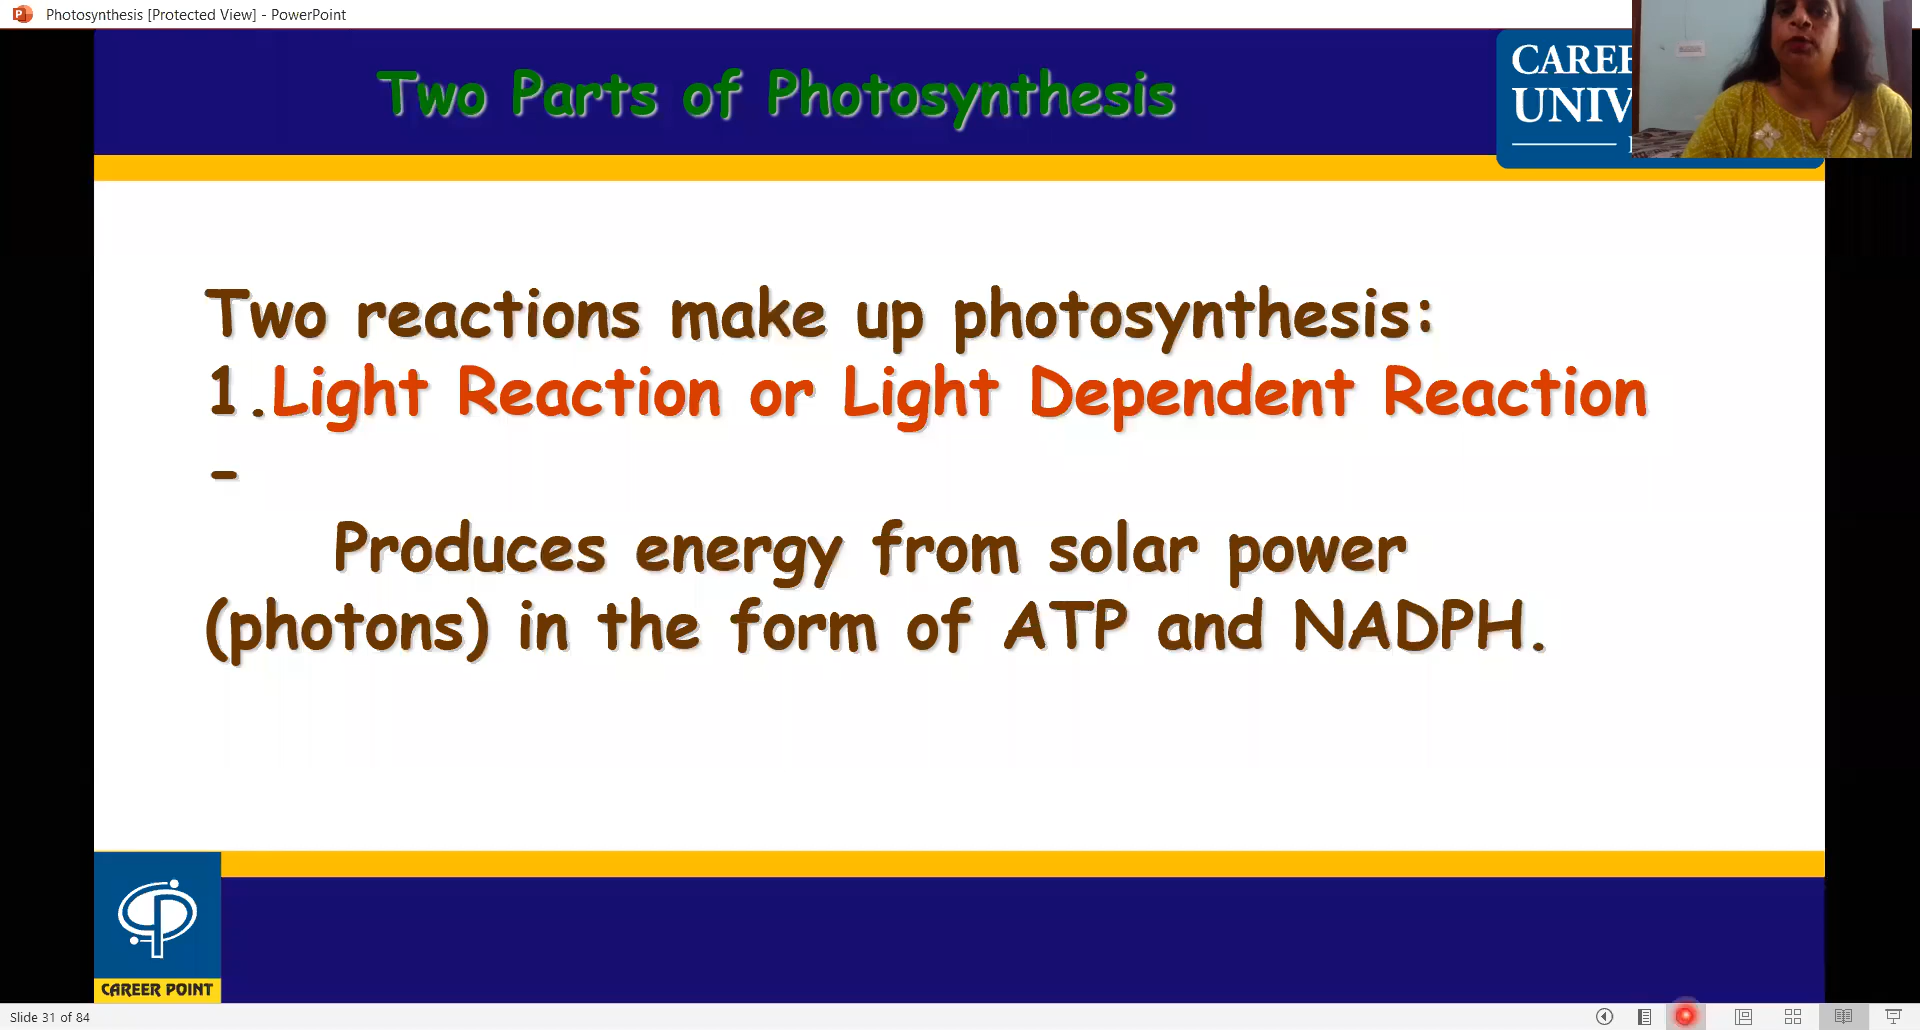 Photosynthesis [Protected View] - PowerPoint
Two Parts of Photosynthesis
Two reactions make up photosynthesis:
1.Light Reaction or Light Dependent Reaction
-
Produces energy from solar power
(photons) in the form of ATP and NADPH.
CAREER POINT
Slide 31 of 84